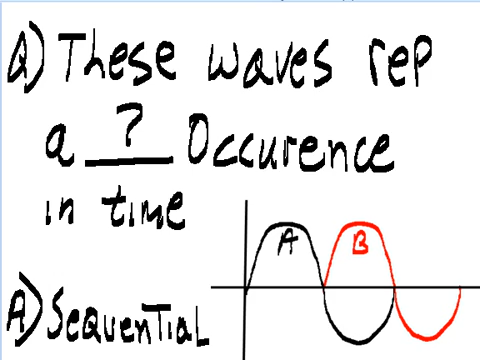 Q) These waves rep
a ? Occurence
in time
A B
A) SequenTiAL